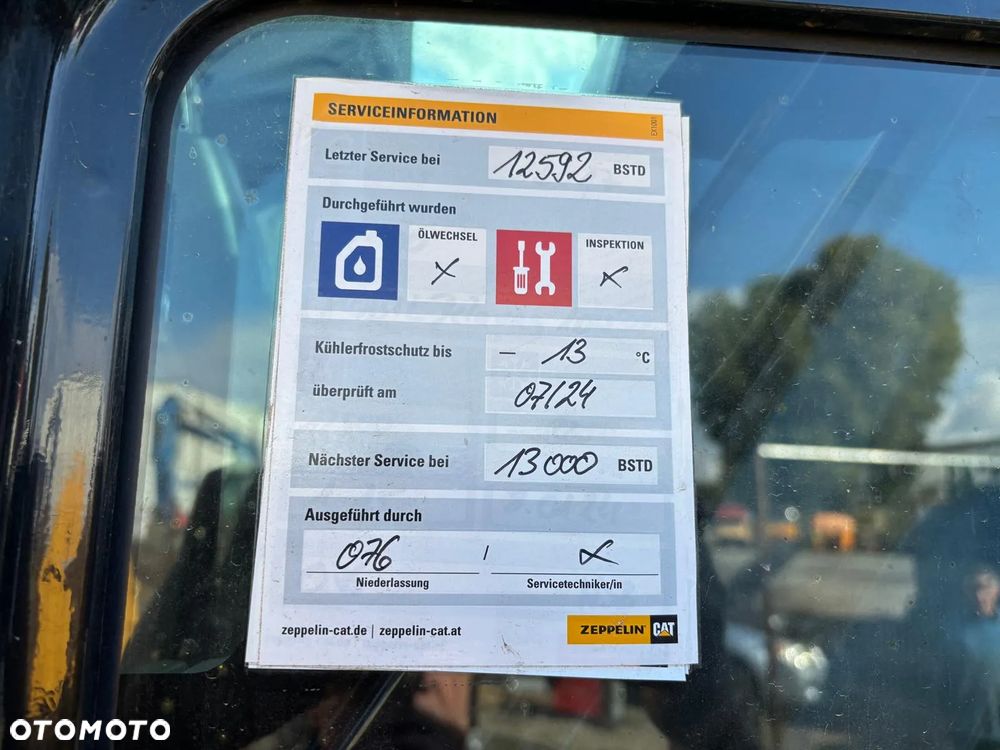 SERVICEINFORMATION
EX1001
Letzter Service bei 12592 BSTD
Durchgeführt wurden
ÖLWECHSEL X INSPEKTION X
Kühlerfrostschutz bis – 13 °C
überprüft am 07/24
Nächster Service bei 13000 BSTD
Ausgeführt durch
076 /
Niederlassung Servicetechniker/in
zeppelin-cat.de | zeppelin-cat.at ZEPPELIN CAT
OTOMOTO